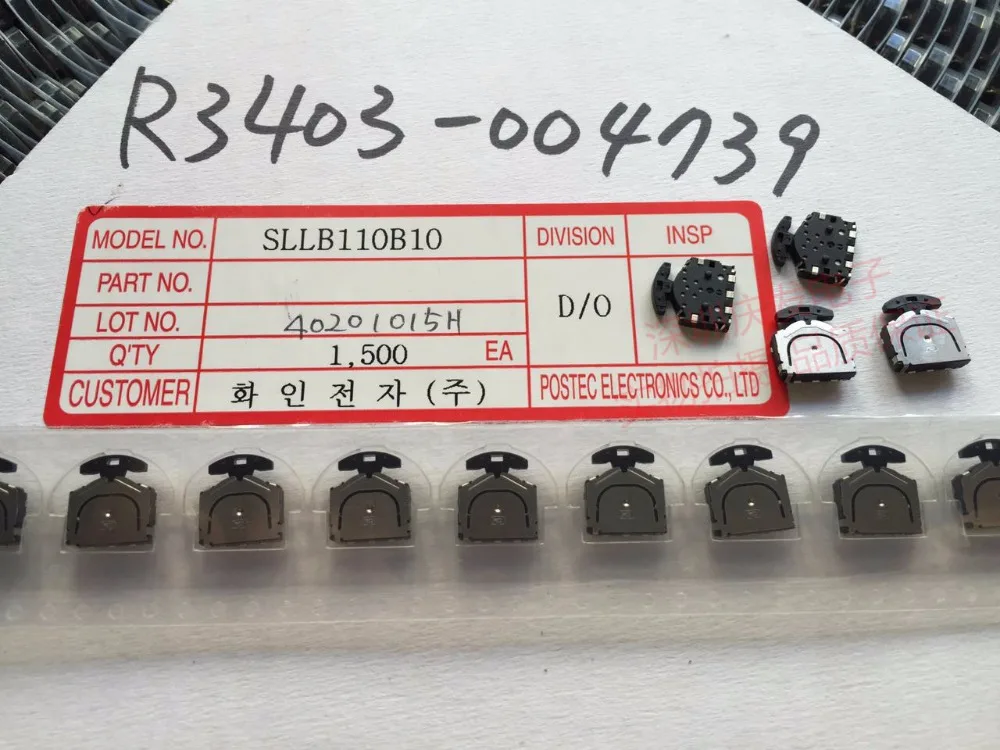 R3403-004739
MODEL NO. SLLB110B10 DIVISION INSP
PART NO.
D/O
LOT NO. 40201015H
Q'TY 1,500 EA
CUSTOMER 화인전자(주) POSTEC ELECTRONICS CO., LTD